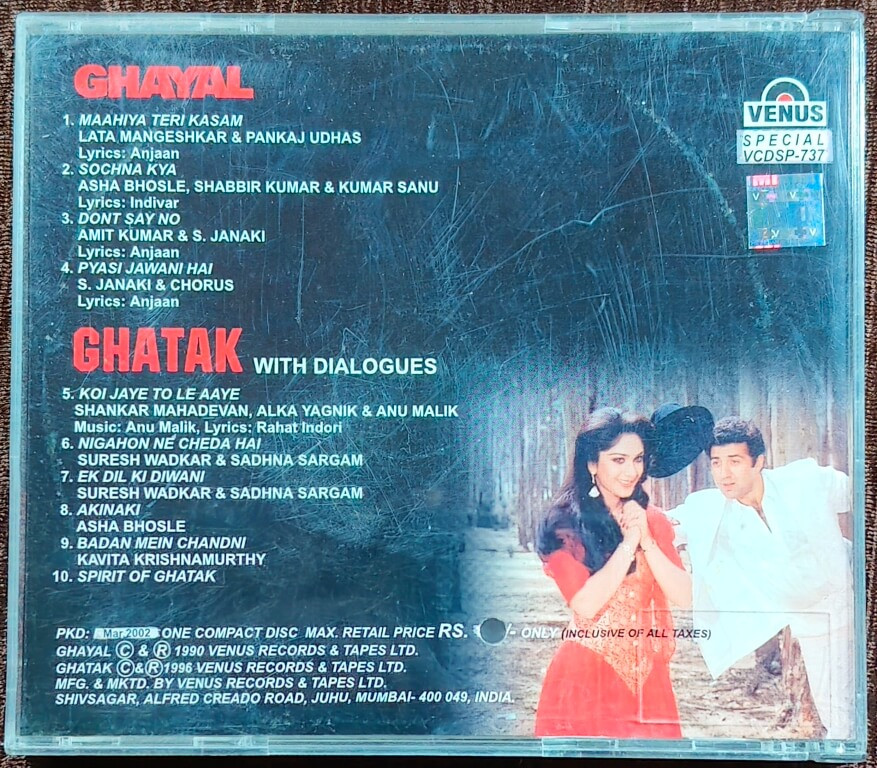 GHAYAL
1. MAAHIYA TERI KASAM
LATA MANGESHKAR & PANKAJ UDHAS
Lyrics: Anjaan
2. SOCHNA KYA
ASHA BHOSLE, SHABBIR KUMAR & KUMAR SANU
Lyrics: Indivar
3. DONT SAY NO
AMIT KUMAR & S. JANAKI
Lyrics: Anjaan
4. PYASI JAWANI HAI
S. JANAKI & CHORUS
Lyrics: Anjaan
VENUS
SPECIAL
VCDSP-737
GHATAK WITH DIALOGUES
5. KOI JAYE TO LE AAYE
SHANKAR MAHADEVAN, ALKA YAGNIK & ANU MALIK
Music: Anu Malik, Lyrics: Rahat Indori
6. NIGAHON NE CHEDA HAI
SURESH WADKAR & SADHNA SARGAM
7. EK DIL KI DIWANI
SURESH WADKAR & SADHNA SARGAM
8. AKINAKI
ASHA BHOSLE
9. BADAN MEIN CHANDNI
KAVITA KRISHNAMURTHY
10. SPIRIT OF GHATAK
PKD: Mar.2002 ONE COMPACT DISC MAX. RETAIL PRICE RS. /- ONLY (INCLUSIVE OF ALL TAXES)
GHAYAL © & ® 1990 VENUS RECORDS & TAPES LTD.
GHATAK ©&® 1996 VENUS RECORDS & TAPES LTD.
MFG. & MKTD. BY VENUS RECORDS & TAPES LTD.
SHIVSAGAR, ALFRED CREADO ROAD, JUHU, MUMBAI- 400 049, INDIA.